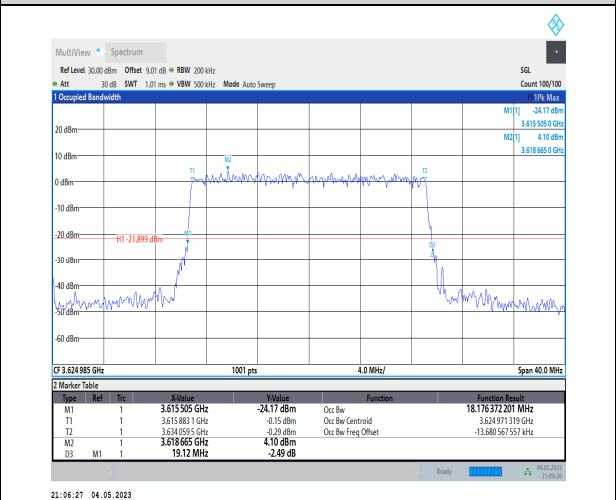 MultiView Spectrum
Ref Level 30.00 dBm Offset 9.01 dB RBW 200 kHz SGL
Att 30 dB SWT 1.01 ms VBW 500 kHz Mode Auto Sweep Count 100/100
1 Occupied Bandwidth 1Pk Max
M1[1] -24.17 dBm
3.615 505 0 GHz
M2[1] 4.10 dBm
3.618 665 0 GHz
20 dBm
10 dBm
M2
T1
T2
0 dBm
-10 dBm
-20 dBm
M1
H1 -21.899 dBm
D3
-30 dBm
-40 dBm
-50 dBm
-60 dBm
CF 3.624 985 GHz 1001 pts 4.0 MHz/ Span 40.0 MHz
2 Marker Table
Type Ref Trc X-Value Y-Value Function Function Result
M1 1 3.615 505 GHz -24.17 dBm Occ Bw 18.176 372 201 MHz
T1 1 3.615 883 1 GHz -0.15 dBm Occ Bw Centroid 3.624 971 319 GHz
T2 1 3.634 059 5 GHz -0.29 dBm Occ Bw Freq Offset -13.680 567 557 kHz
M2 1 3.618 665 GHz 4.10 dBm
D3 M1 1 19.12 MHz -2.49 dB
Ready 04.05.2023
21:06:26
21:06:27 04.05.2023